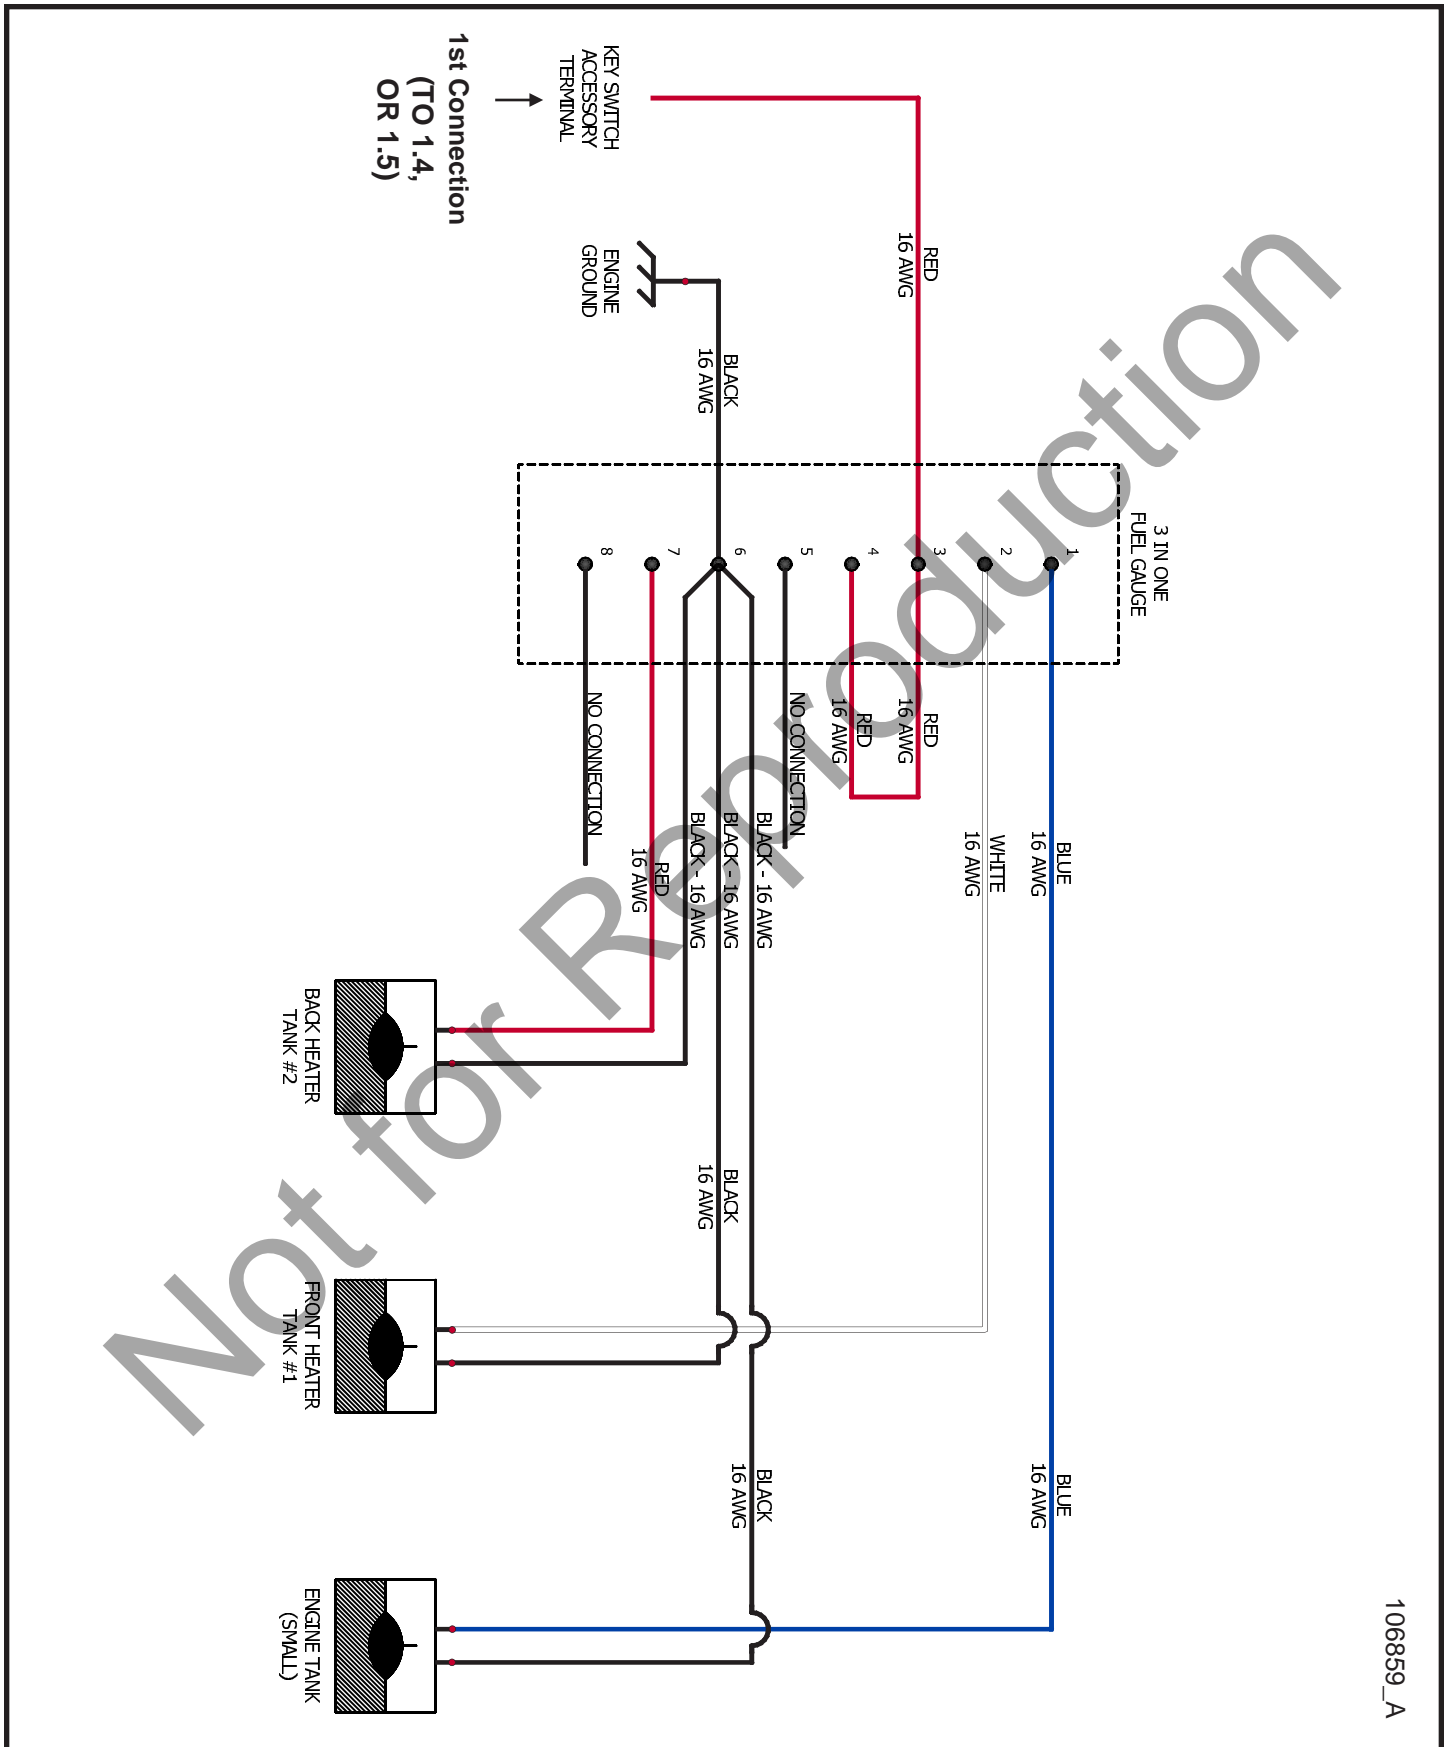 106859_A
3 IN ONE
FUEL GAUGE
1
2
3
4
5
6
7
8
KEY SWITCH
ACCESSORY
TERMINAL
1st Connection
(TO 1.4,
OR 1.5)
RED
16 AWG
ENGINE
GROUND
BLACK
16 AWG
BLUE
16 AWG
WHITE
16 AWG
RED
16 AWG
RED
16 AWG
NO CONNECTION
BLACK - 16 AWG
BLACK - 16 AWG
BLACK - 16 AWG
RED
16 AWG
NO CONNECTION
BLACK
16 AWG
BLUE
16 AWG
BLACK
16 AWG
BACK HEATER
TANK #2
FRONT HEATER
TANK #1
ENGINE TANK
(SMALL)
Not for Reproduction